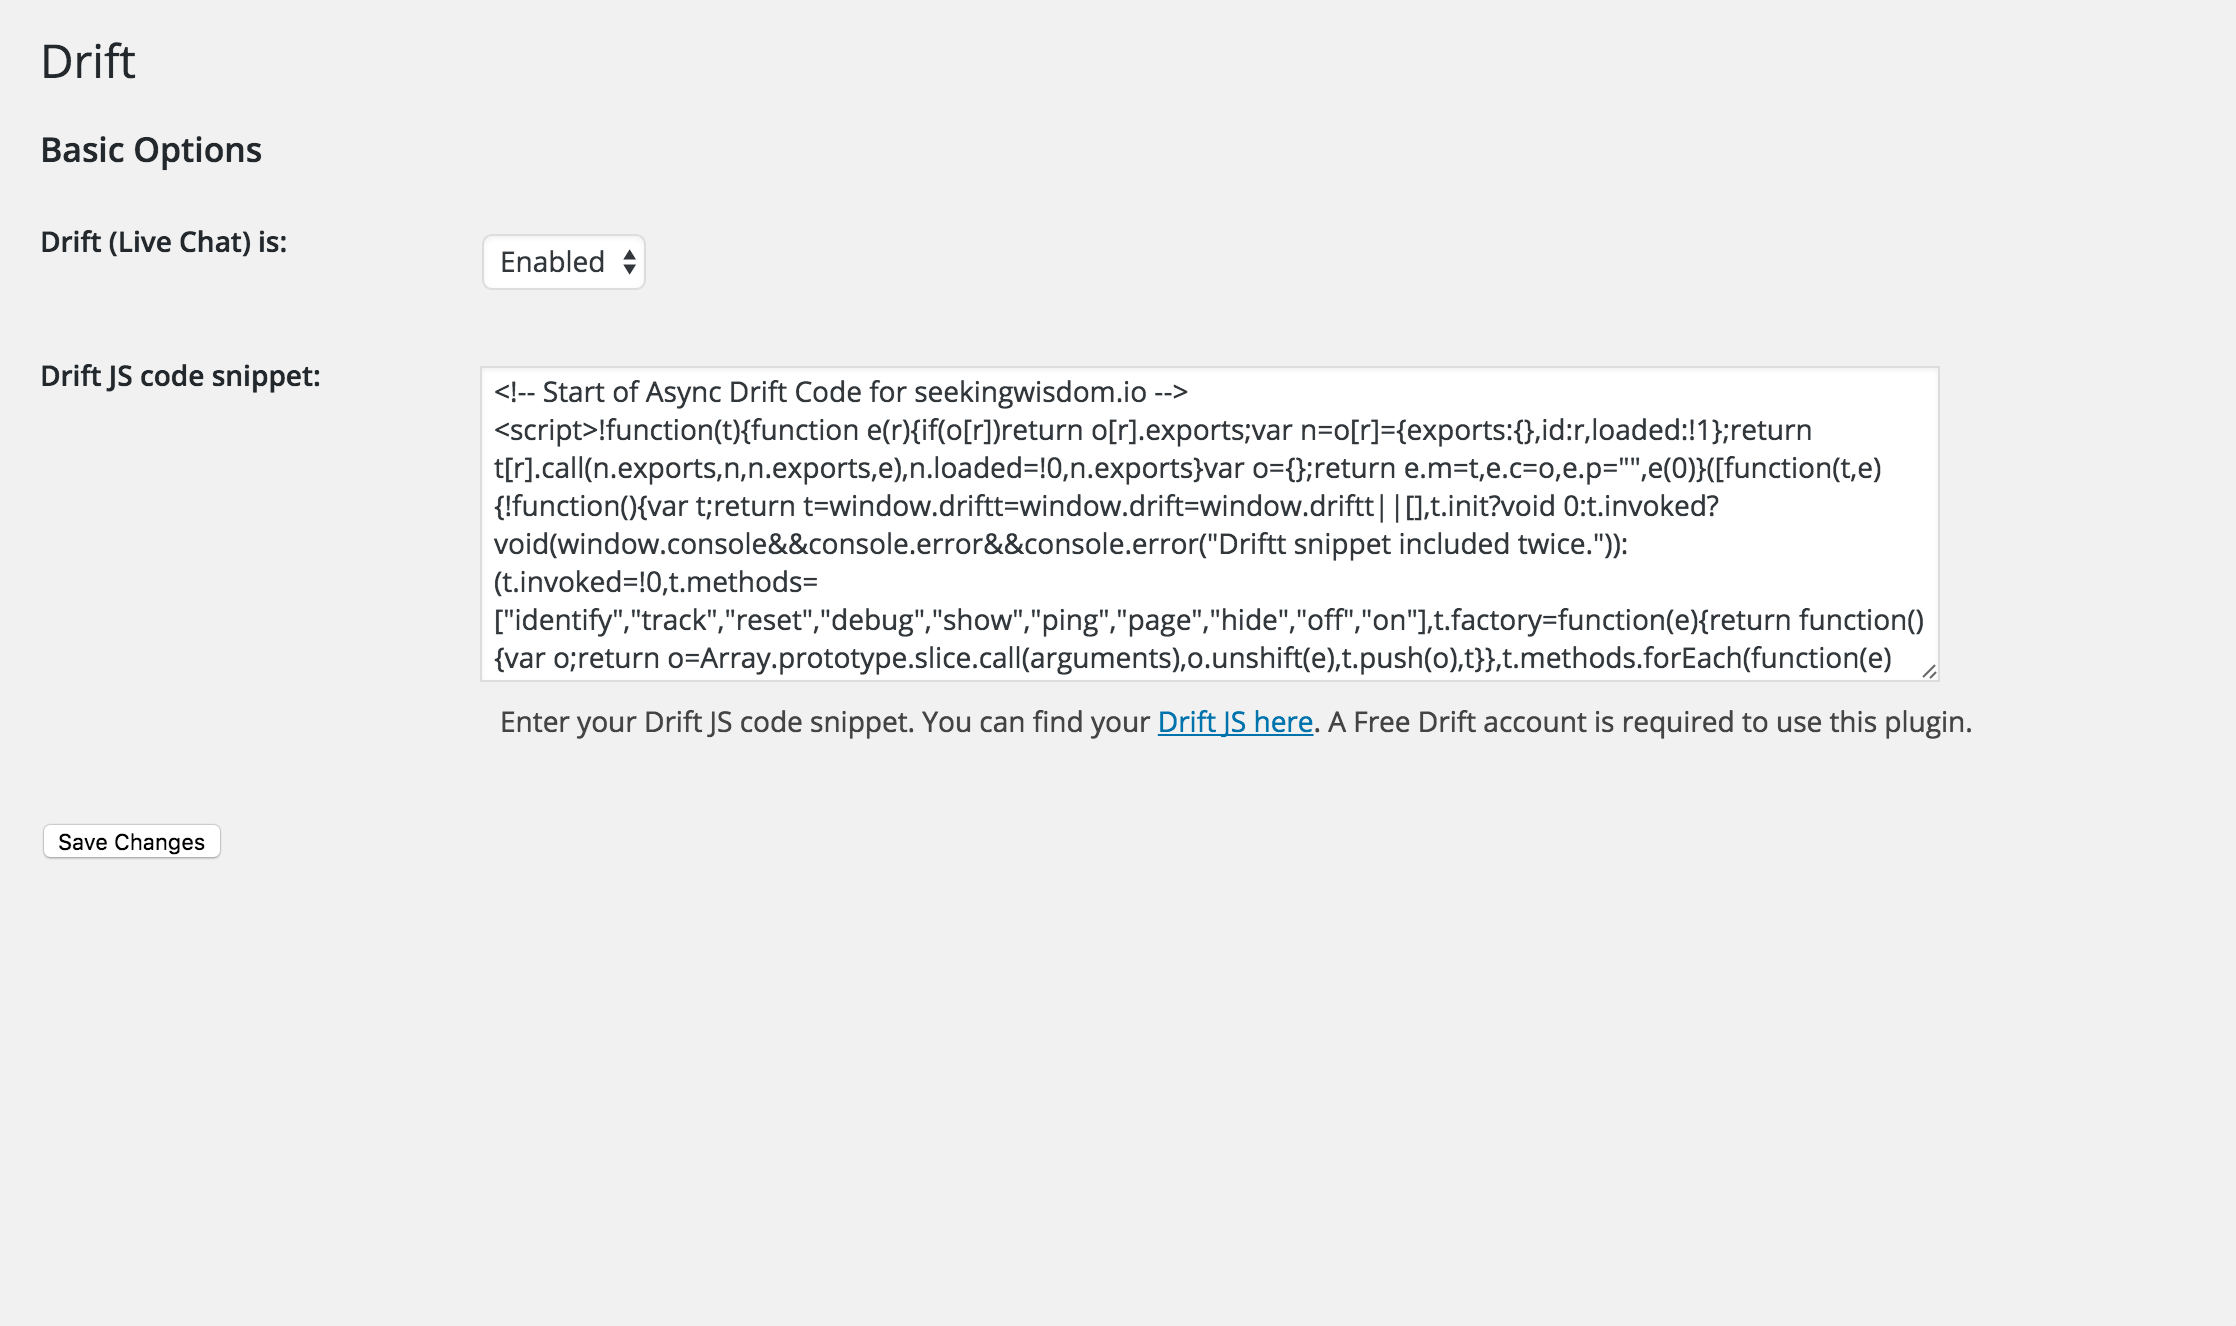 Drift
Basic Options
Drift (Live Chat) is:
Enabled
Drift JS code snippet:
<!-- Start of Async Drift Code for seekingwisdom.io -->
<script>!function(t){function e(r){if(o[r])return o[r].exports;var n=o[r]={exports:{},id:r,loaded:!1};return
t[r].call(n.exports,n,n.exports,e),n.loaded=!0,n.exports}var o={};return e.m=t,e.c=o,e.p="",e(0)}([function(t,e)
{!function(){var t;return t=window.driftt=window.drift=window.driftt||[],t.init?void 0:t.invoked?
void(window.console&&console.error&&console.error("Driftt snippet included twice.")):
(t.invoked=!0,t.methods=
["identify","track","reset","debug","show","ping","page","hide","off","on"],t.factory=function(e){return function()
{var o;return o=Array.prototype.slice.call(arguments),o.unshift(e),t.push(o),t}},t.methods.forEach(function(e)
Enter your Drift JS code snippet. You can find your Drift JS here. A Free Drift account is required to use this plugin.
Save Changes